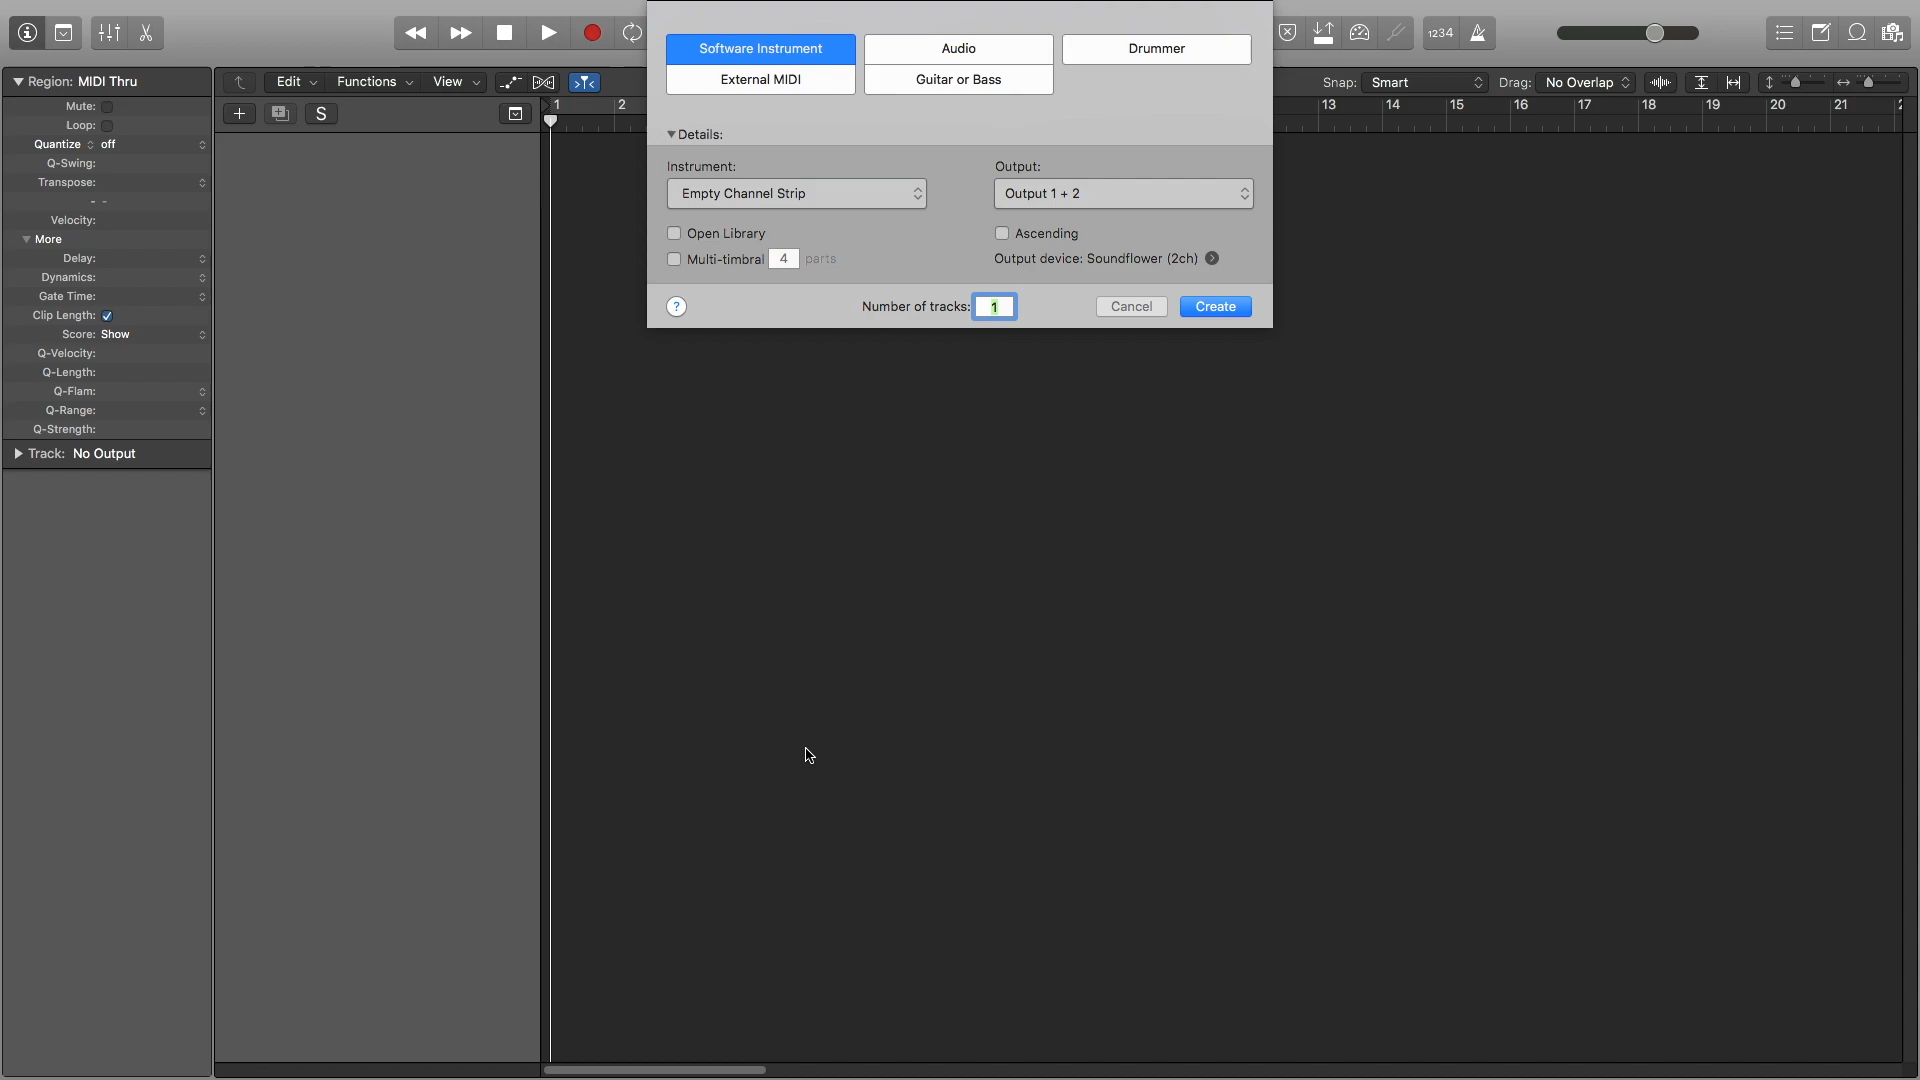 Software Instrument
Audio
Drummer
External MIDI
Guitar or Bass
1234
Region: MIDI Thru
Edit
Functions
View
Snap: Smart
Drag: No Overlap
1
2
13
14
15
16
17
18
19
20
21
S
Mute:
Loop:
Quantize off
Q-Swing:
Transpose:
- -
Velocity:
More
Delay:
Dynamics:
Gate Time:
Clip Length:
Score: Show
Q-Velocity:
Q-Length:
Q-Flam:
Q-Range:
Q-Strength:
Track: No Output
Details:
Instrument:
Output:
Empty Channel Strip
Output 1 + 2
Open Library
Ascending
Multi-timbral 4 parts
Output device: Soundflower (2ch)
?
Number of tracks: 1
Cancel
Create